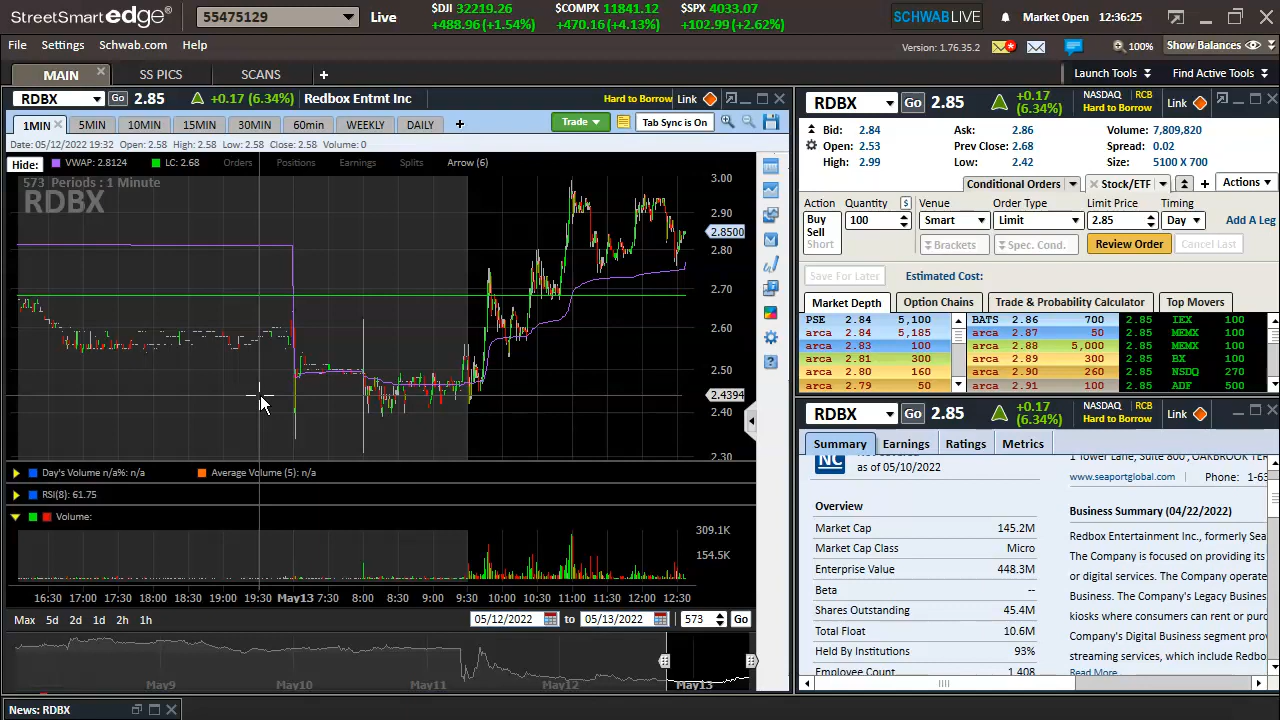 StreetSmart edge® 55475129 Live $DJI 32219.26 +488.96 (+1.54%) $COMPX 11841.12 +470.16 (+4.13%) $SPX 4033.07 +102.99 (+2.62%) SCHWAB LIVE Market Open 12:36:25
File Settings Schwab.com Help Version: 1.76.35.2 100% Show Balances
MAIN SS PICS SCANS + Launch Tools Find Active Tools
RDBX Go 2.85 +0.17 (6.34%) Redbox Entmt Inc Hard to Borrow Link
1MIN 5MIN 10MIN 15MIN 30MIN 60min WEEKLY DAILY + Trade Tab Sync is On
Date: 05/12/2022 19:32 Open: 2.58 High: 2.58 Low: 2.58 Close: 2.58 Volume: 0
Hide: VWAP: 2.8124 LC: 2.68 Orders Positions Earnings Splits Arrow (6)
573 Periods : 1 Minute
RDBX
3.00
2.90
2.8500
2.80
2.70
2.60
2.50
2.4394
2.40
2.30
Day's Volume n/a%: n/a Average Volume (5): n/a
RSI(8): 61.75
Volume:
309.1K
154.5K
16:30 17:00 17:30 18:00 18:30 19:00 19:30 May13 7:30 8:00 8:30 9:00 9:30 10:00 10:30 11:00 11:30 12:00 12:30
Max 5d 2d 1d 2h 1h 05/12/2022 to 05/13/2022 573 Go
May9 May10 May11 May12 May13
News: RDBX
RDBX Go 2.85 +0.17 (6.34%) NASDAQ RCB Hard to Borrow Link
Bid: 2.84 Ask: 2.86 Volume: 7,809,820
Open: 2.53 Prev Close: 2.68 Spread: 0.02
High: 2.99 Low: 2.42 Size: 5100 X 700
Conditional Orders Stock/ETF + Actions
Action Quantity $ Venue Order Type Limit Price Timing
Buy Sell Short 100 Smart Limit 2.85 Day Add A Leg
Brackets Spec. Cond. Review Order Cancel Last
Save For Later Estimated Cost:
Market Depth Option Chains Trade & Probability Calculator Top Movers
PSE 2.84 5,100 BATS 2.86 700 2.85 IEX 100
arca 2.84 5,185 arca 2.87 50 2.85 MEMX 100
arca 2.83 100 arca 2.88 5,000 2.85 MEMX 100
arca 2.81 300 arca 2.89 300 2.85 BX 100
arca 2.80 160 arca 2.90 260 2.85 NSDQ 270
arca 2.79 50 arca 2.91 100 2.85 ADF 500
RDBX Go 2.85 +0.17 (6.34%) NASDAQ RCB Hard to Borrow Link
Summary Earnings Ratings Metrics
NC
as of 05/10/2022
Overview
Market Cap 145.2M
Market Cap Class Micro
Enterprise Value 448.3M
Beta --
Shares Outstanding 45.4M
Total Float 10.6M
Held By Institutions 93%
Employee Count 1,408
1 Tower Lane, Suite 800, OAKBROOK TER
www.seaportglobal.com Phone: 1-63
Business Summary (04/22/2022)
Redbox Entertainment Inc., formerly Sea
The Company is focused on providing its
or digital services. The Company operate
Business. The Company's Legacy Busines
kiosks where consumers can rent or purc
Company's Digital Business segment prov
streaming services, which include Redbo
Read More